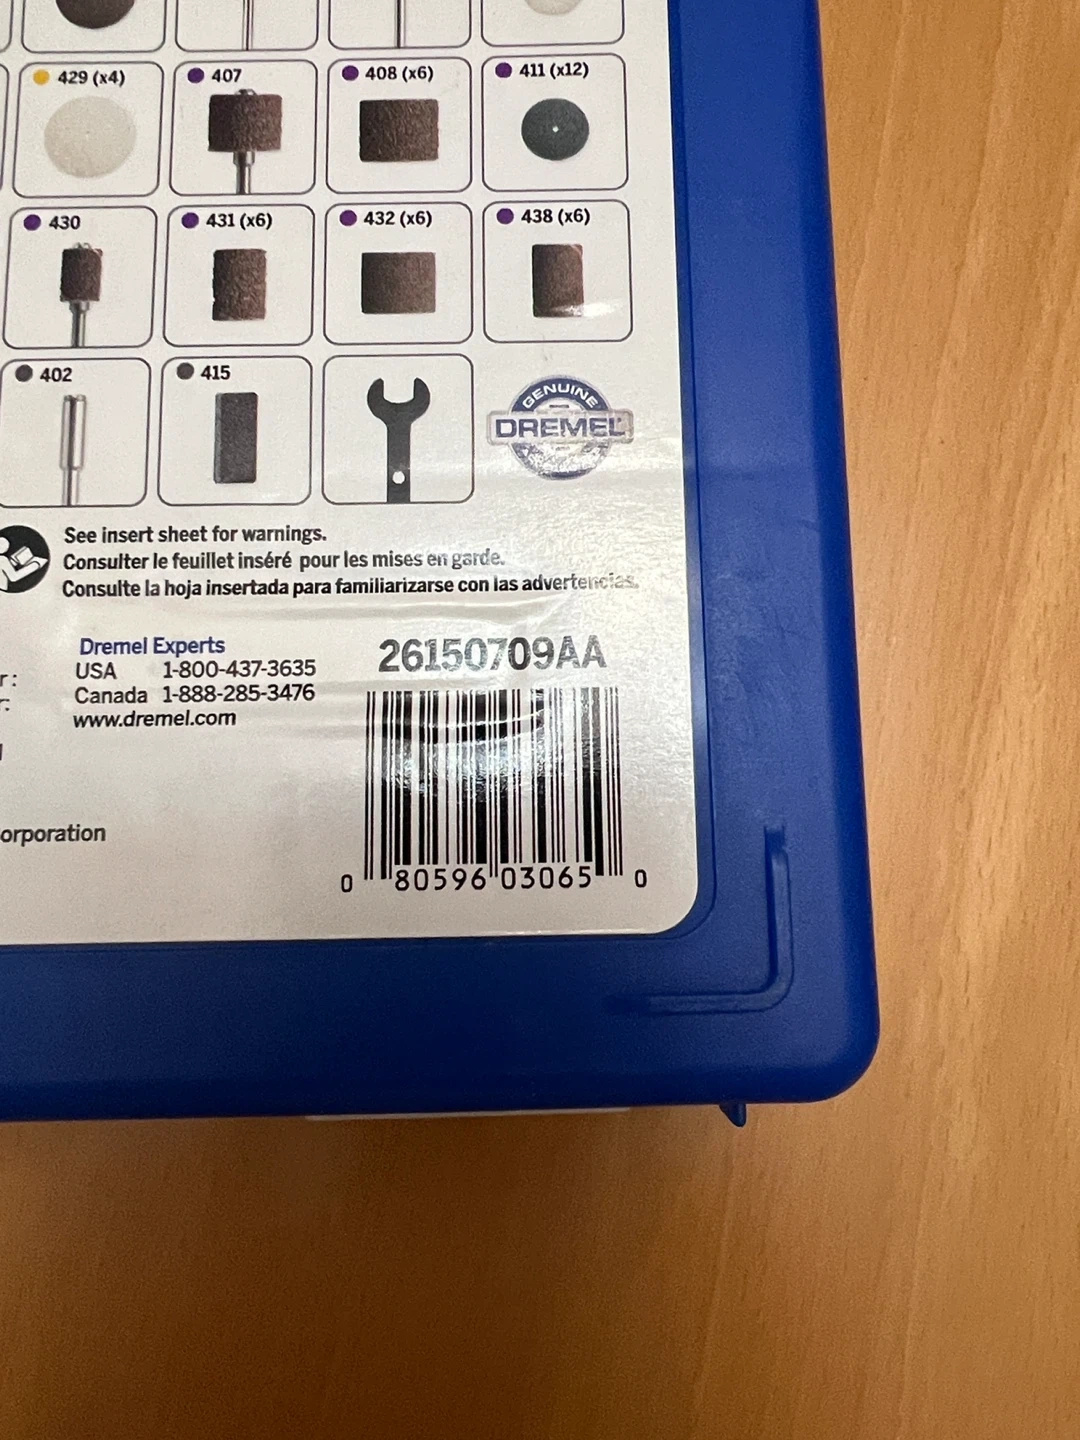 429 (x4)
407
408 (x6)
411 (x12)
430
431 (x6)
432 (x6)
438 (x6)
402
415
GENUINE
DREMEL
See insert sheet for warnings.
Consulter le feuillet inséré pour les mises en garde.
Consulte la hoja insertada para familiarizarse con las advertencias.
Dremel Experts
USA 1-800-437-3635
Canada 1-888-285-3476
www.dremel.com
r:
r:
orporation
26150709AA
0 80596 03065 0